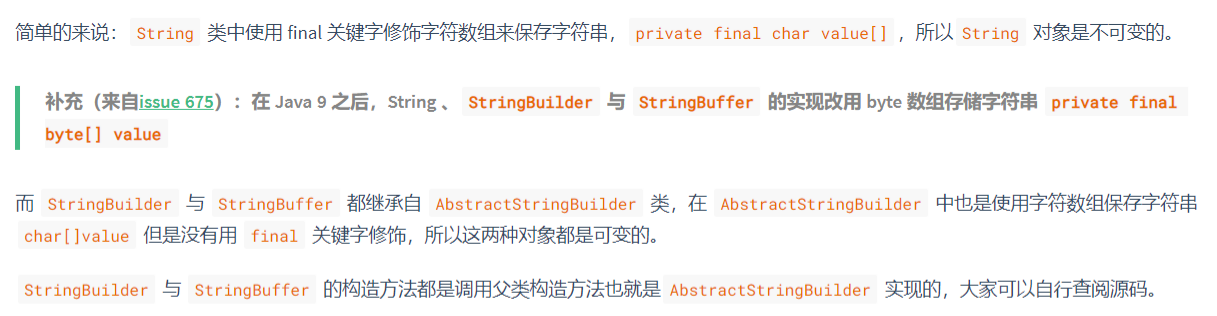 简单的来说：String 类中使用 final 关键字修饰字符数组来保存字符串，private final char value[]，所以 String 对象是不可变的。
补充（来自issue 675）：在 Java 9 之后，String 、 StringBuilder 与 StringBuffer 的实现改用 byte 数组存储字符串 private final
byte[] value
而 StringBuilder 与 StringBuffer 都继承自 AbstractStringBuilder 类，在 AbstractStringBuilder 中也是使用字符数组保存字符串
char[]value 但是没有用 final 关键字修饰，所以这两种对象都是可变的。
StringBuilder 与 StringBuffer 的构造方法都是调用父类构造方法也就是 AbstractStringBuilder 实现的，大家可以自行查阅源码。